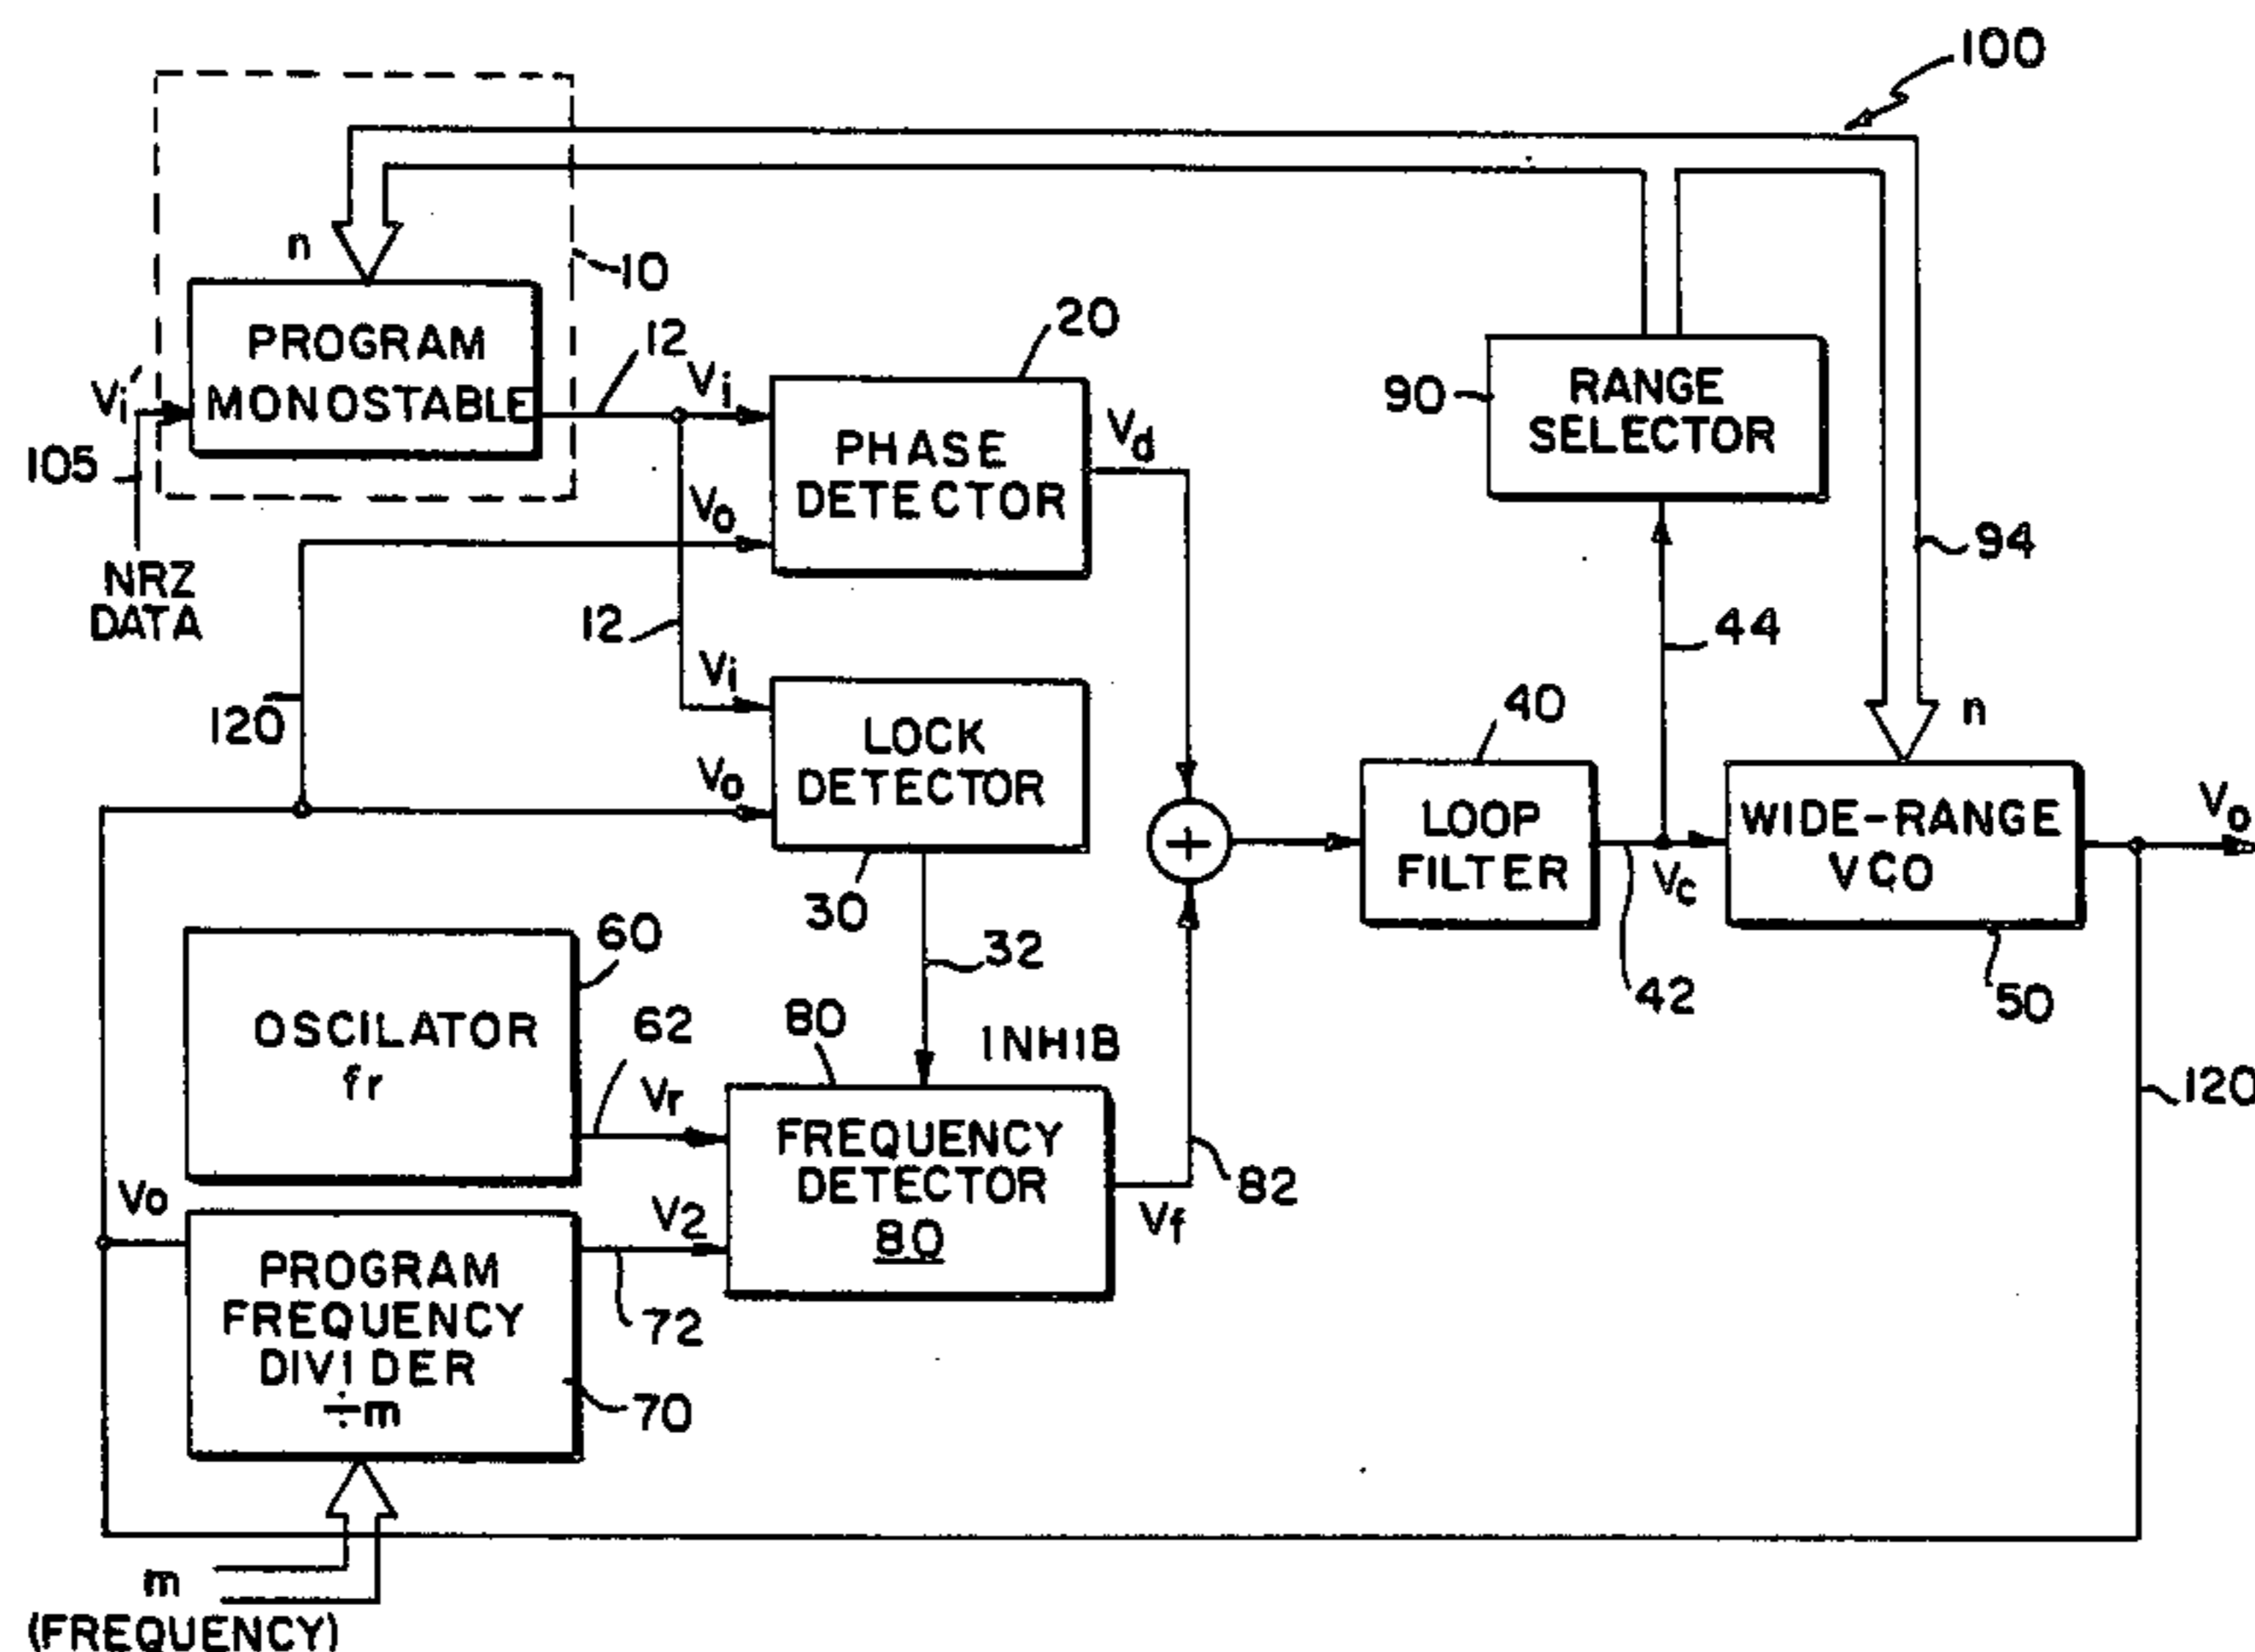 100
n
10
PROGRAM
MONOSTABLE
Vi'
105
NRZ
DATA
12
Vi
20
PHASE
DETECTOR
Vd
Vo
90
RANGE
SELECTOR
94
44
12
Vi
120
LOCK
DETECTOR
Vo
30
32
40
LOOP
FILTER
+
42
Vc
n
WIDE-RANGE
VCO
Vo
50
120
60
OSCILATOR
fr
62
Vr
80
INHIB
FREQUENCY
DETECTOR
80
Vf
82
Vo
V2
72
PROGRAM
FREQUENCY
DIVIDER
÷m
70
m
(FREQUENCY)